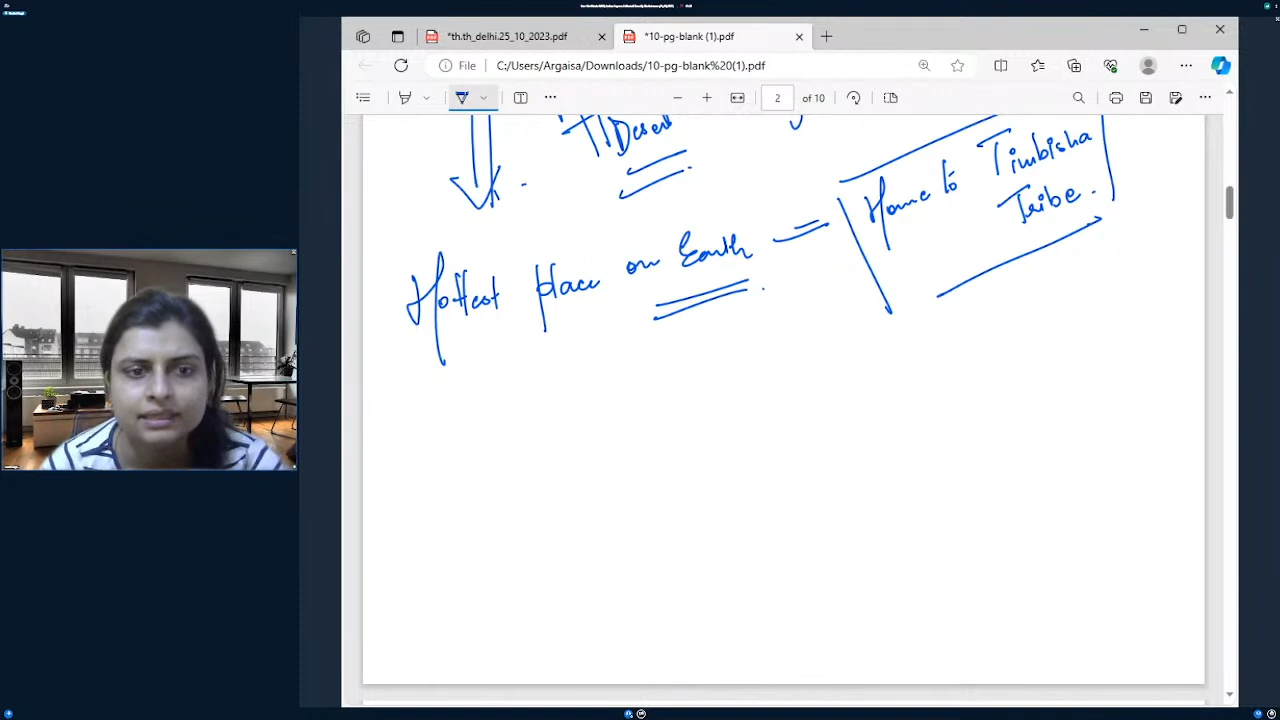 *th.th_delhi.25_10_2023.pdf
*10-pg-blank (1).pdf
File
C:/Users/Argaisa/Downloads/10-pg-blank%20(1).pdf
2 of 10
Desert
Home to Timbisha
Tribe.
Hottest place on Earth =